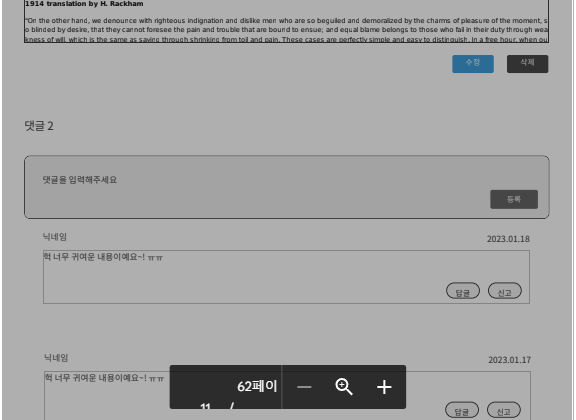 1914 translation by H. Rackham
"On the other hand, we denounce with righteous indignation and dislike men who are so beguiled and demoralized by the charms of pleasure of the moment, s
o blinded by desire, that they cannot foresee the pain and trouble that are bound to ensue; and equal blame belongs to those who fail in their duty through wea
kness of will, which is the same as saying through shrinking from toil and pain. These cases are perfectly simple and easy to distinguish. In a free hour, when ou
수정 삭제
댓글 2
댓글을 입력해주세요
등록
닉네임 2023.01.18
헉 너무 귀여운 내용이예요~! ㅠㅠ
답글 신고
닉네임 2023.01.17
헉 너무 귀여운 내용이예요~! ㅠㅠ
62페이
11 /
답글 신고